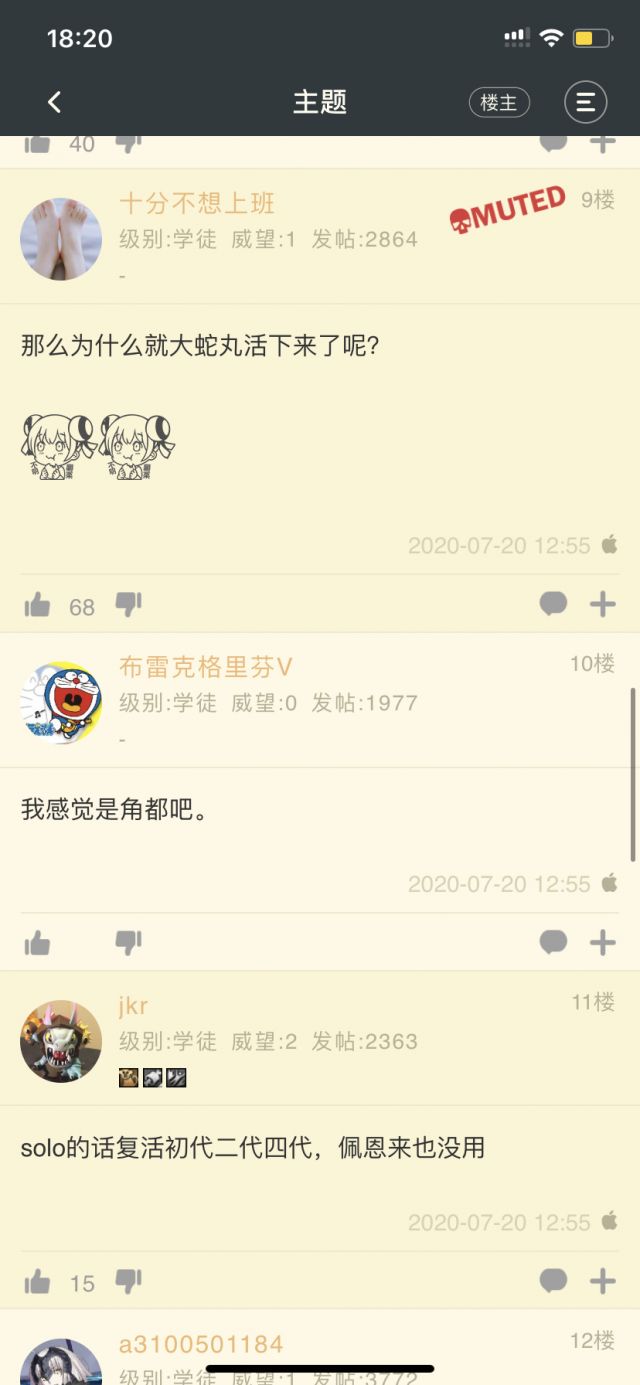 18:20
主题
楼主
40
十分不想上班
MUTED
9楼
级别:学徒 威望:1 发帖:2864
-
那么为什么就大蛇丸活下来了呢?
2020-07-20 12:55
68
布雷克格里芬V
10楼
级别:学徒 威望:0 发帖:1977
-
我感觉是角都吧。
2020-07-20 12:55
jkr
11楼
级别:学徒 威望:2 发帖:2363
solo的话复活初代二代四代，佩恩来也没用
2020-07-20 12:55
15
a3100501184
12楼
级别:学徒 威望:1 发帖:3772